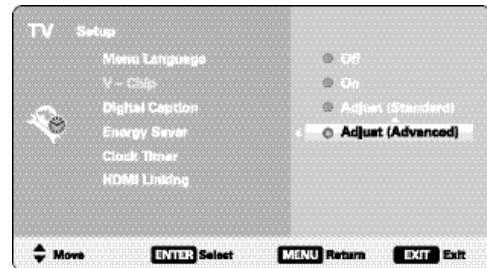 TV Setup
Menu Language
Off
V - Chip
On
Digital Caption
Adjust (Standard)
Energy Saver
Adjust (Advanced)
Clock Timer
HDMI Linking
Move ENTER Select MENU Return EXIT Exit